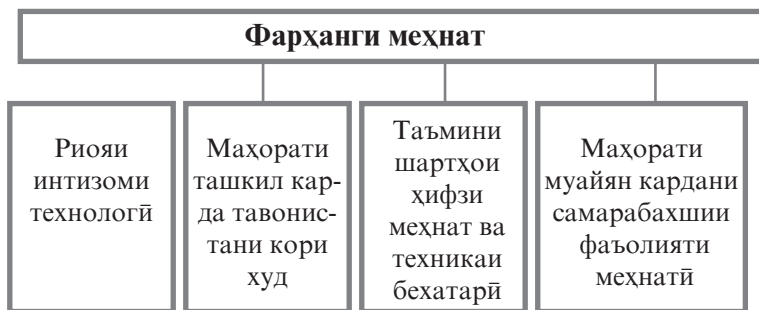 Фарҳанги меҳнат
Риояи
интизоми
технологӣ
Маҳорати
ташкил кар-
да тавонис-
тани кори
худ
Таъмини
шартҳои
ҳифзи
меҳнат ва
техникаи
бехатарӣ
Маҳорати
муайян кардани
самарабахшии
фаъолияти
меҳнатӣ